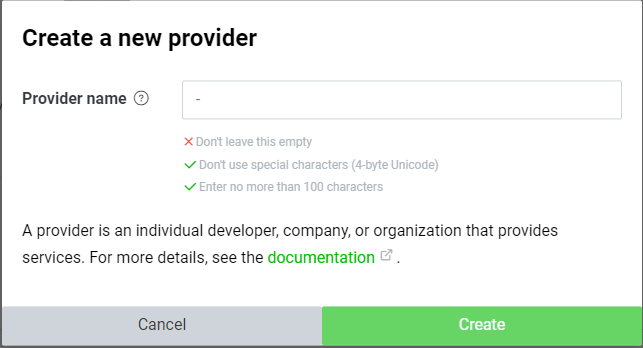 Create a new provider
Provider name ?
-
Don't leave this empty
Don't use special characters (4-byte Unicode)
Enter no more than 100 characters
A provider is an individual developer, company, or organization that provides
services. For more details, see the documentation .
Cancel
Create